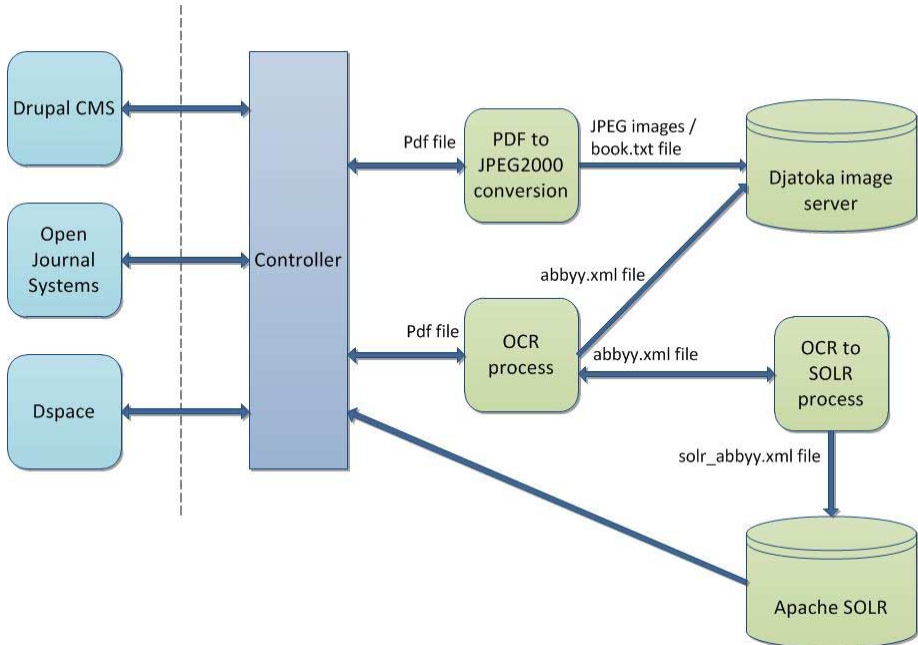 Drupal CMS
Open
Journal
Systems
Dspace
Controller
Pdf file
PDF to
JPEG2000
conversion
JPEG images /
book.txt file
Djatoka image
server
abbyy.xml file
Pdf file
OCR
process
abbyy.xml file
OCR to
SOLR
process
solr_abbyy.xml file
Apache SOLR